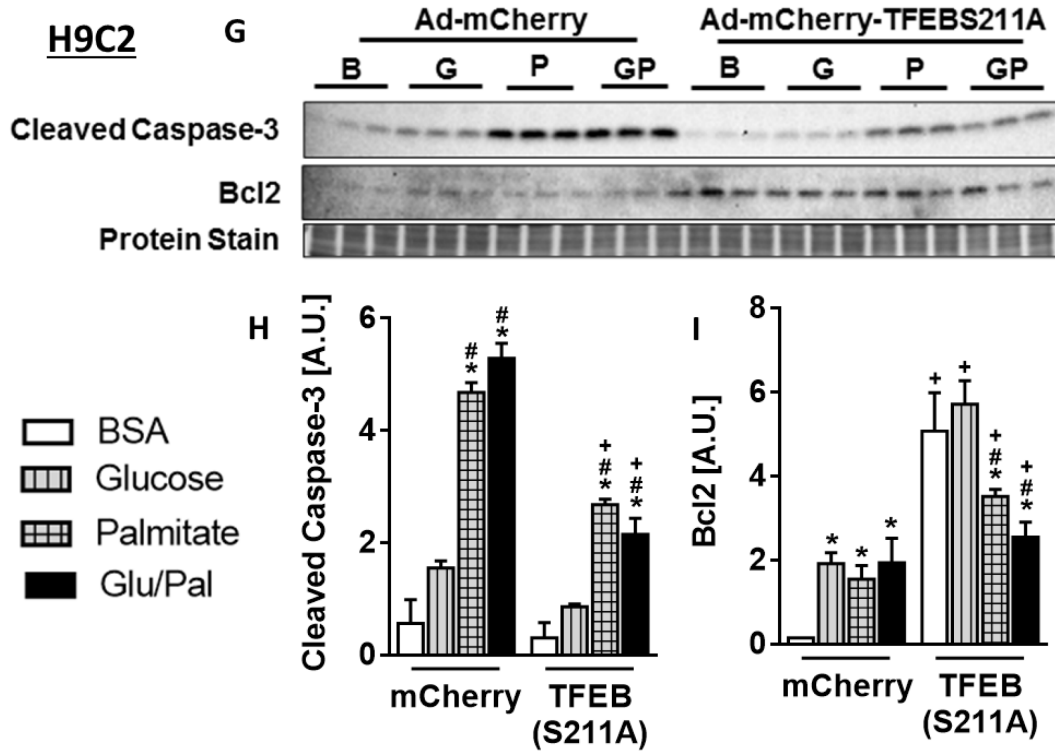 H9C2
G
Ad-mCherry Ad-mCherry-TFEBS211A
B G P GP B G P GP
Cleaved Caspase-3
Bcl2
Protein Stain
H
Cleaved Caspase-3 [A.U.]
6
4
2
0
#
*
#
*
+
#
*
+
#
*
mCherry TFEB
(S211A)
I
Bcl2 [A.U.]
8
6
4
2
0
*
*
*
+
+
+
#
*
+
#
*
mCherry TFEB
(S211A)
BSA
Glucose
Palmitate
Glu/Pal